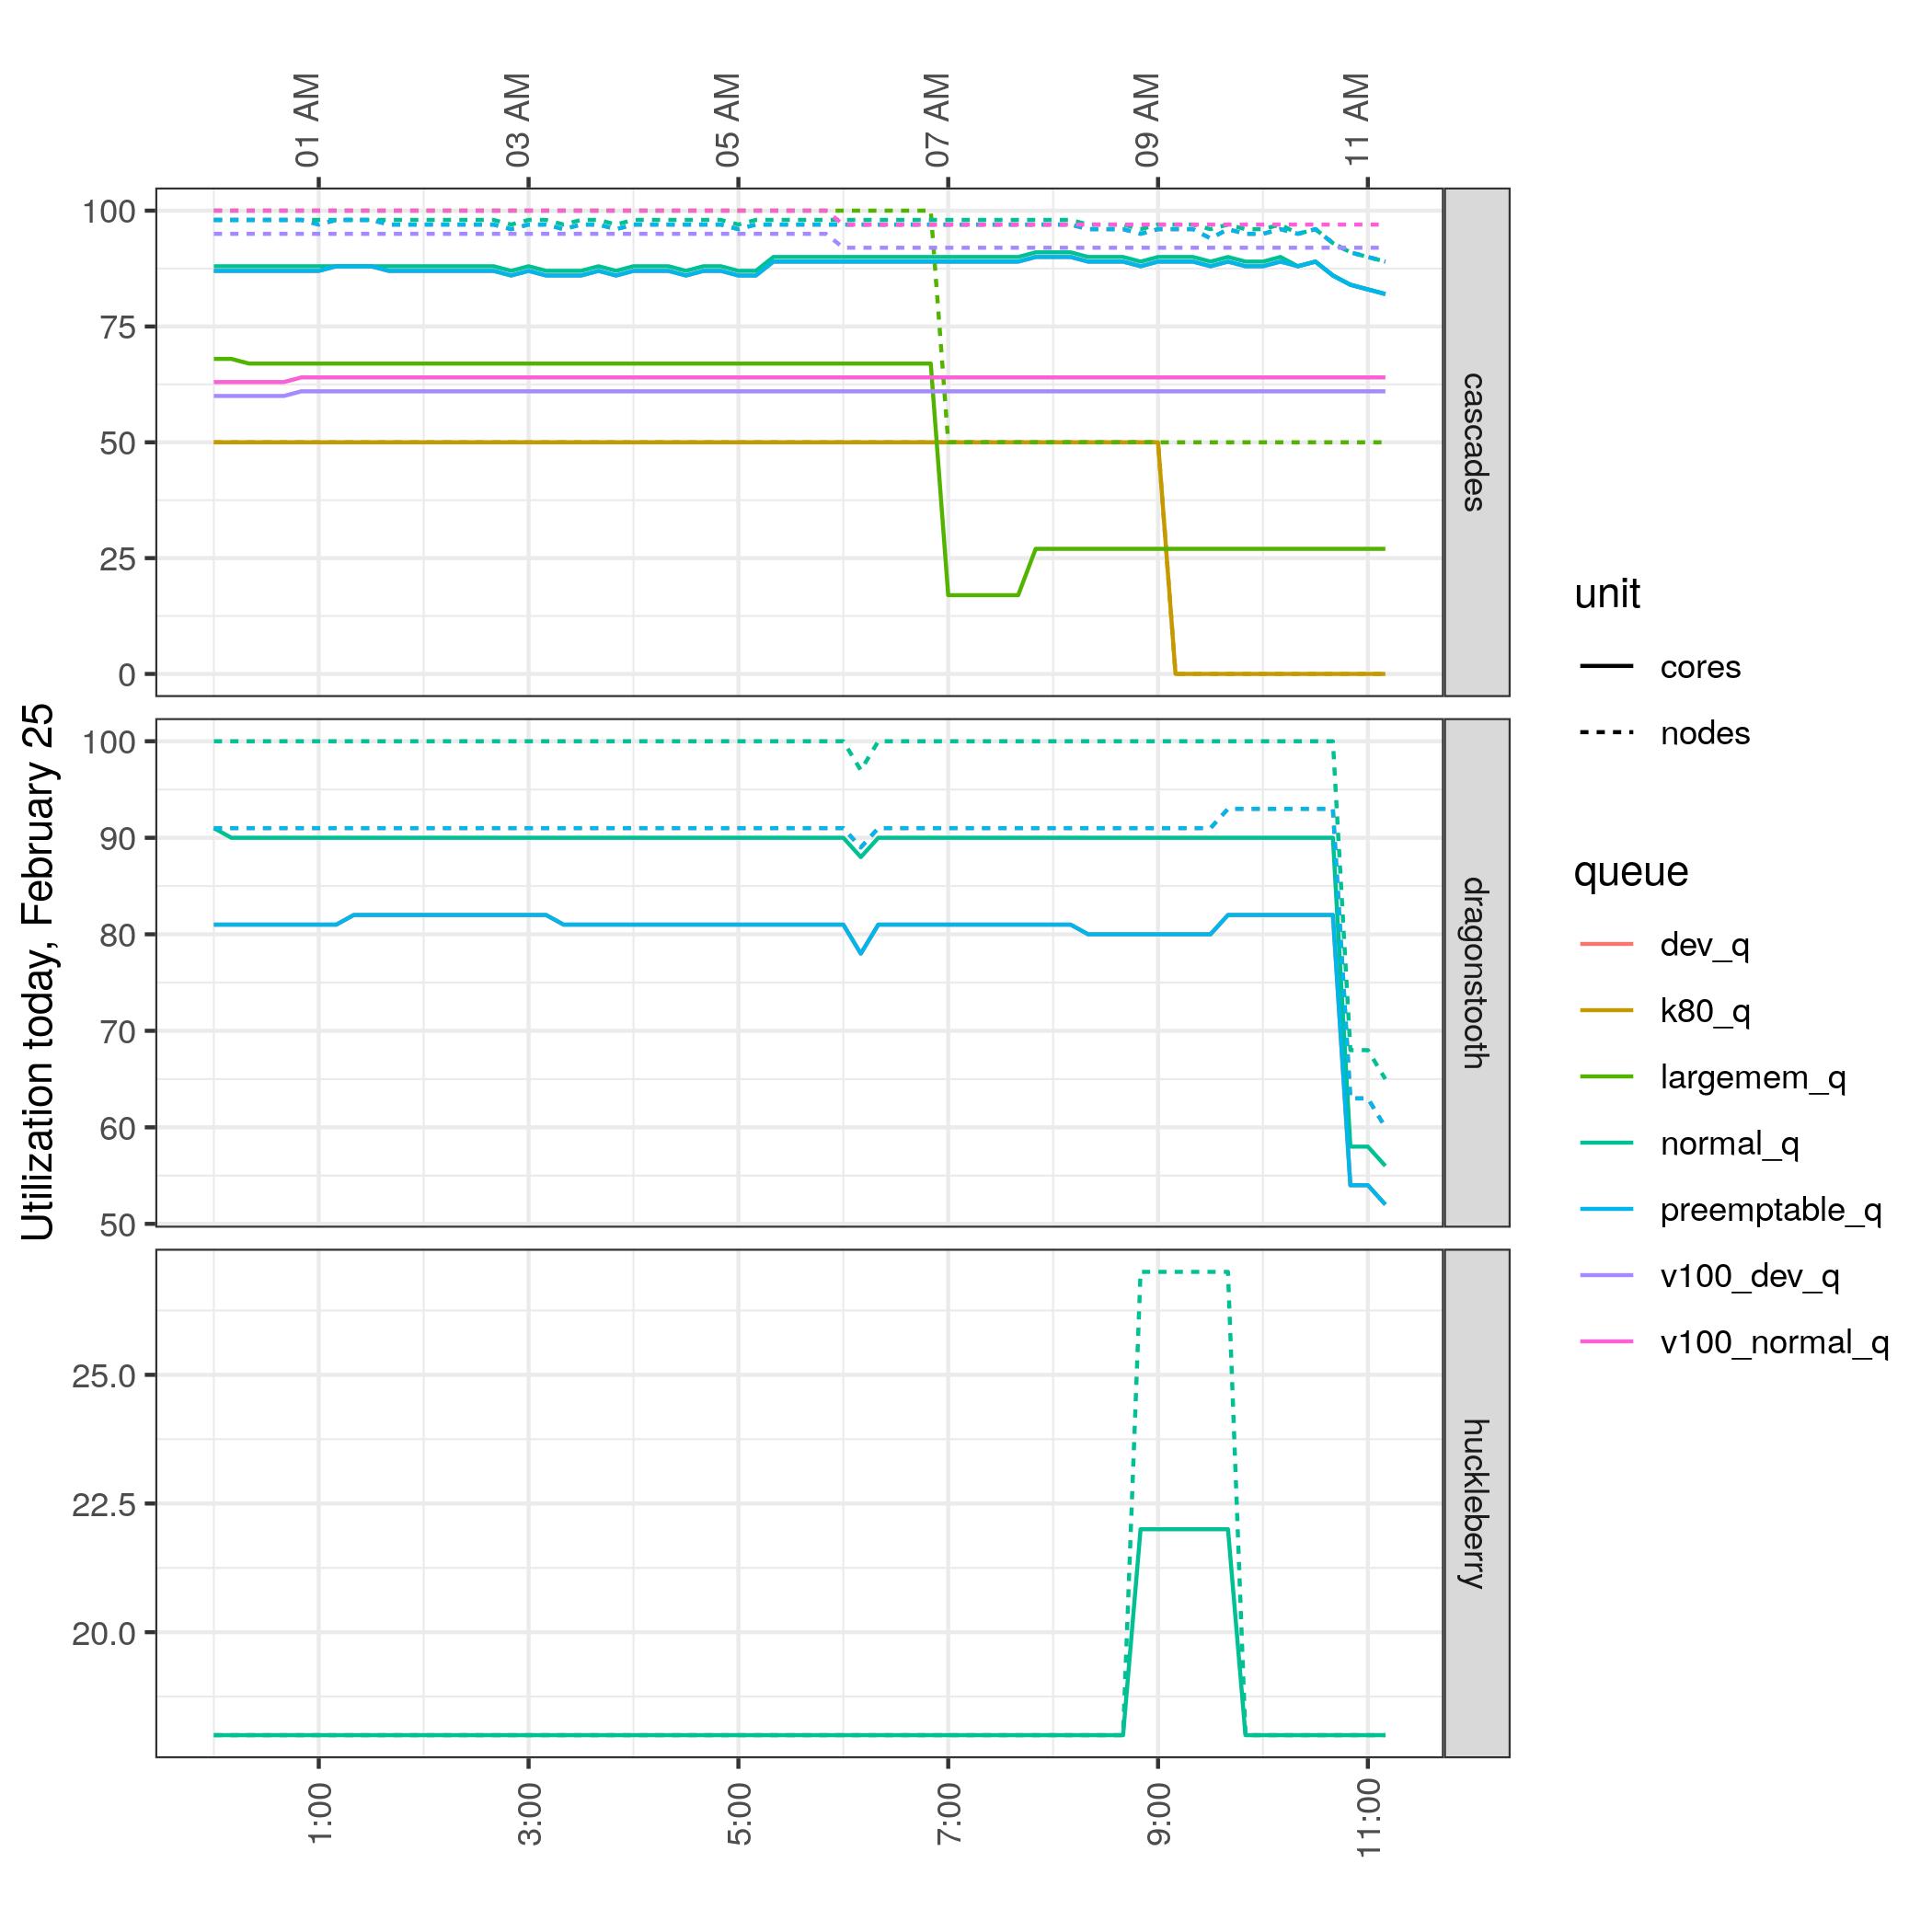 01 AM
03 AM
05 AM
07 AM
09 AM
11 AM
Utilization today, February 25
100
75
50
25
0
cascades
100
90
80
70
60
50
dragonstooth
25.0
22.5
20.0
huckleberry
1:00
3:00
5:00
7:00
9:00
11:00
unit
cores
nodes
queue
dev_q
k80_q
largemem_q
normal_q
preemptable_q
v100_dev_q
v100_normal_q